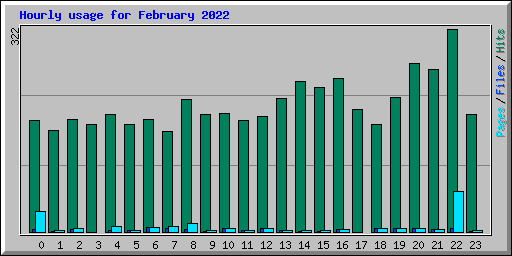 Hourly usage for February 2022
322
Pages/Files/Hits
0 1 2 3 4 5 6 7 8 9 10 11 12 13 14 15 16 17 18 19 20 21 22 23